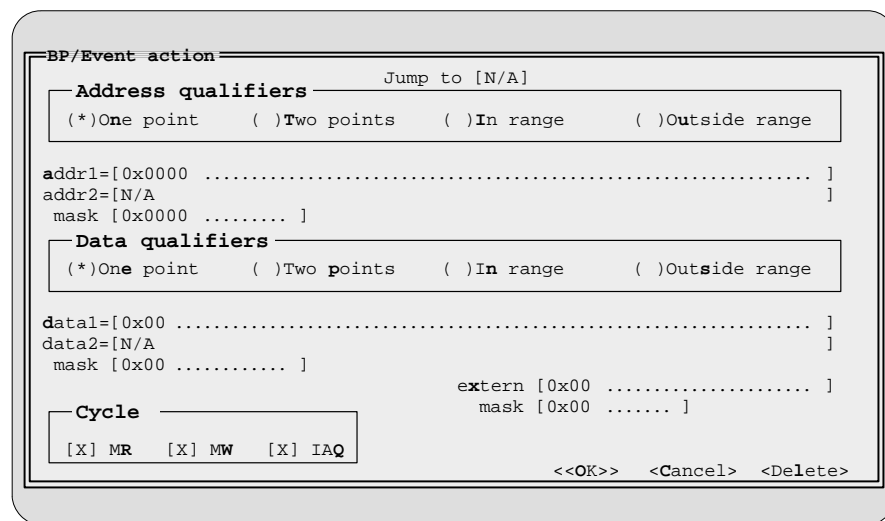 BP/Event action
Jump to [N/A]
Address qualifiers
(*)One point ( )Two points ( )In range ( )Outside range
addr1=[0x0000 .................................................................. ]
addr2=[N/A ]
mask [0x0000 ......... ]
Data qualifiers
(*)One point ( )Two points ( )In range ( )Outside range
data1=[0x00 .................................................................... ]
data2=[N/A ]
mask [0x00 ............ ]
extern [0x00 ...................... ]
mask [0x00 ....... ]
Cycle
[X] MR [X] MW [X] IAQ
<<OK>> <Cancel> <Delete>